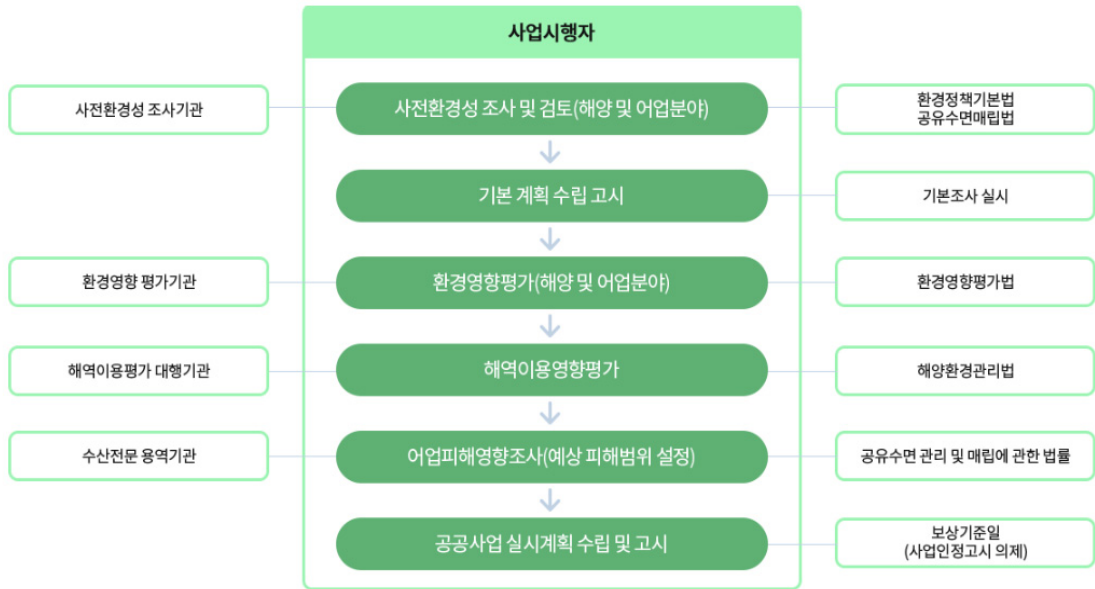 사업시행자
사전환경성 조사기관
사전환경성 조사 및 검토(해양 및 어업분야)
환경정책기본법
공유수면매립법
기본 계획 수립 고시
기본조사 실시
환경영향 평가기관
환경영향평가(해양 및 어업분야)
환경영향평가법
해역이용평가 대행기관
해역이용영향평가
해양환경관리법
수산전문 용역기관
어업피해영향조사(예상 피해범위 설정)
공유수면 관리 및 매립에 관한 법률
공공사업 실시계획 수립 및 고시
보상기준일
(사업인정고시 의제)